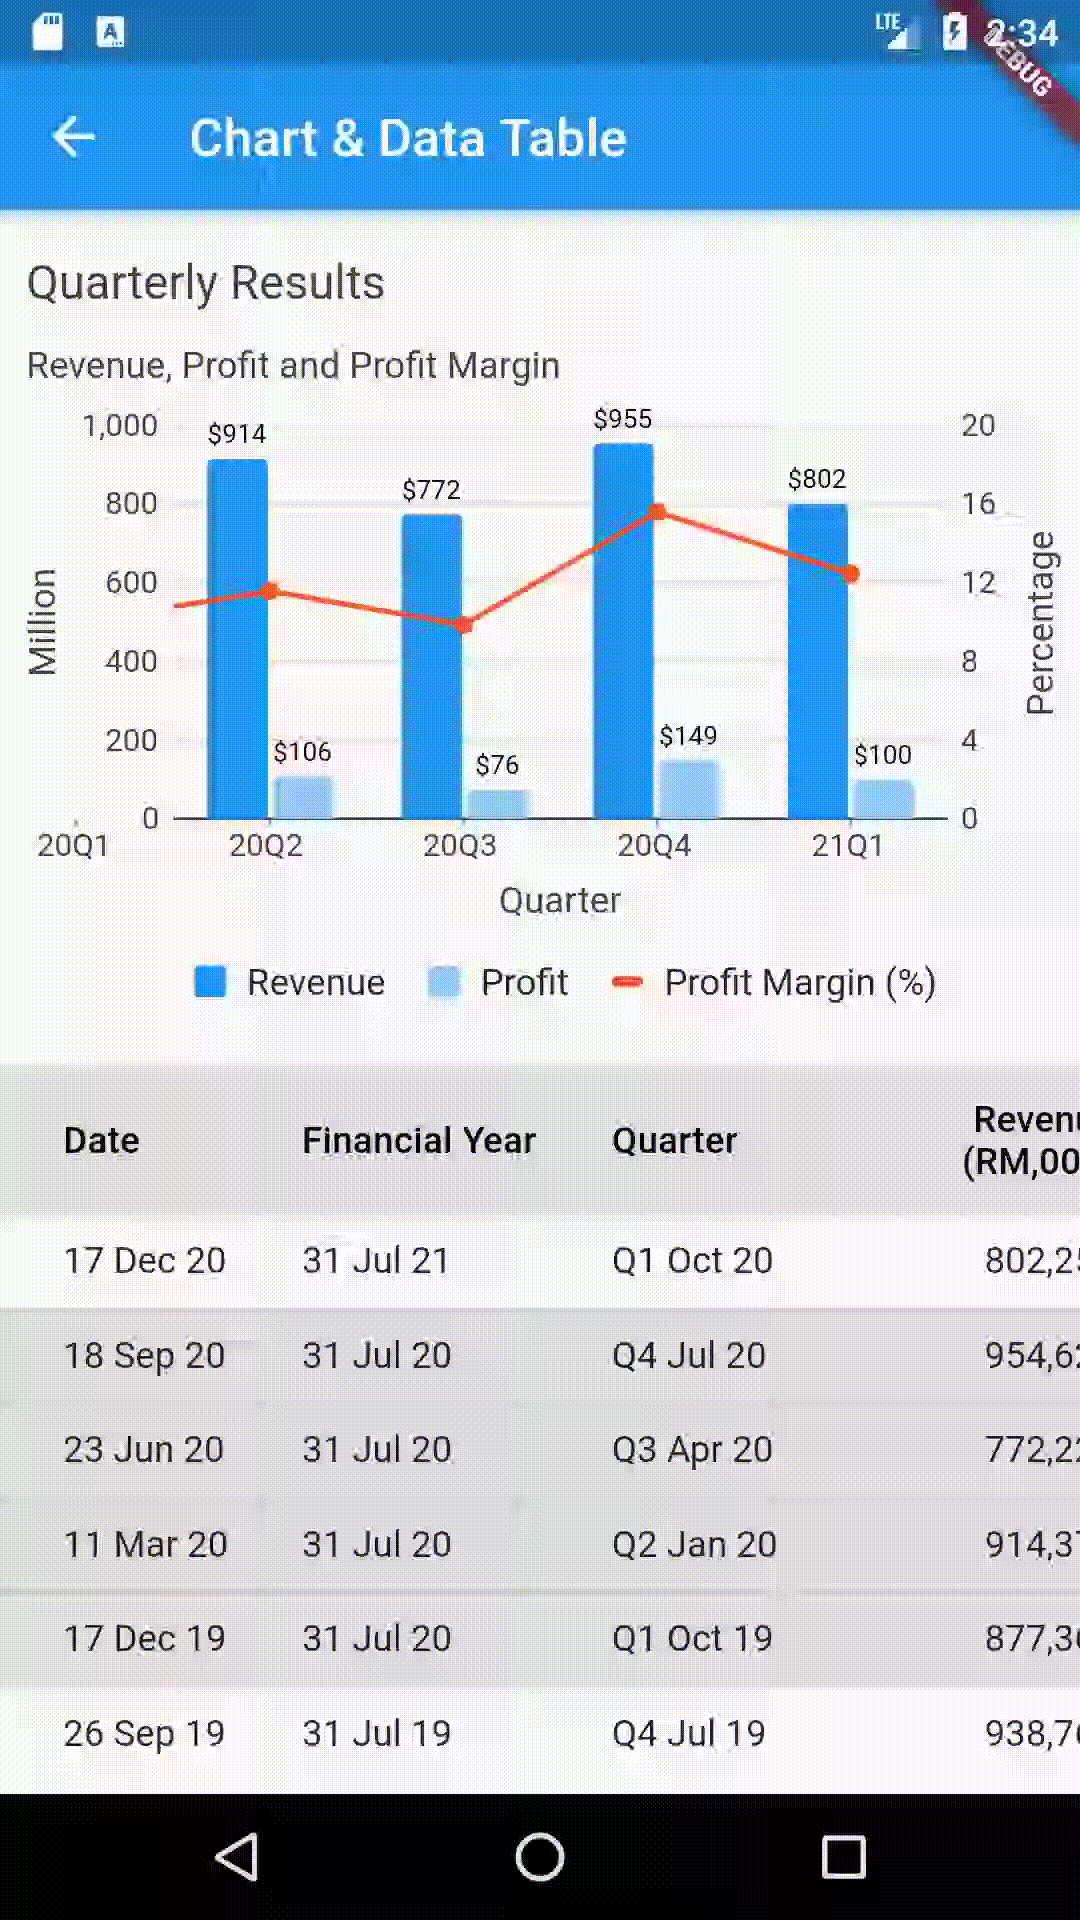 LTE 2:34
DEBUG
Chart & Data Table
Quarterly Results
Revenue, Profit and Profit Margin
1,000 $914 $772 $955 $802 20
800 16
600 12
400 8
200 $106 $76 $149 $100 4
0 0
Million
Percentage
20Q1 20Q2 20Q3 20Q4 21Q1
Quarter
Revenue Profit Profit Margin (%)
Date Financial Year Quarter Revenu
(RM,00
17 Dec 20 31 Jul 21 Q1 Oct 20 802,25
18 Sep 20 31 Jul 20 Q4 Jul 20 954,62
23 Jun 20 31 Jul 20 Q3 Apr 20 772,22
11 Mar 20 31 Jul 20 Q2 Jan 20 914,37
17 Dec 19 31 Jul 20 Q1 Oct 19 877,30
26 Sep 19 31 Jul 19 Q4 Jul 19 938,70